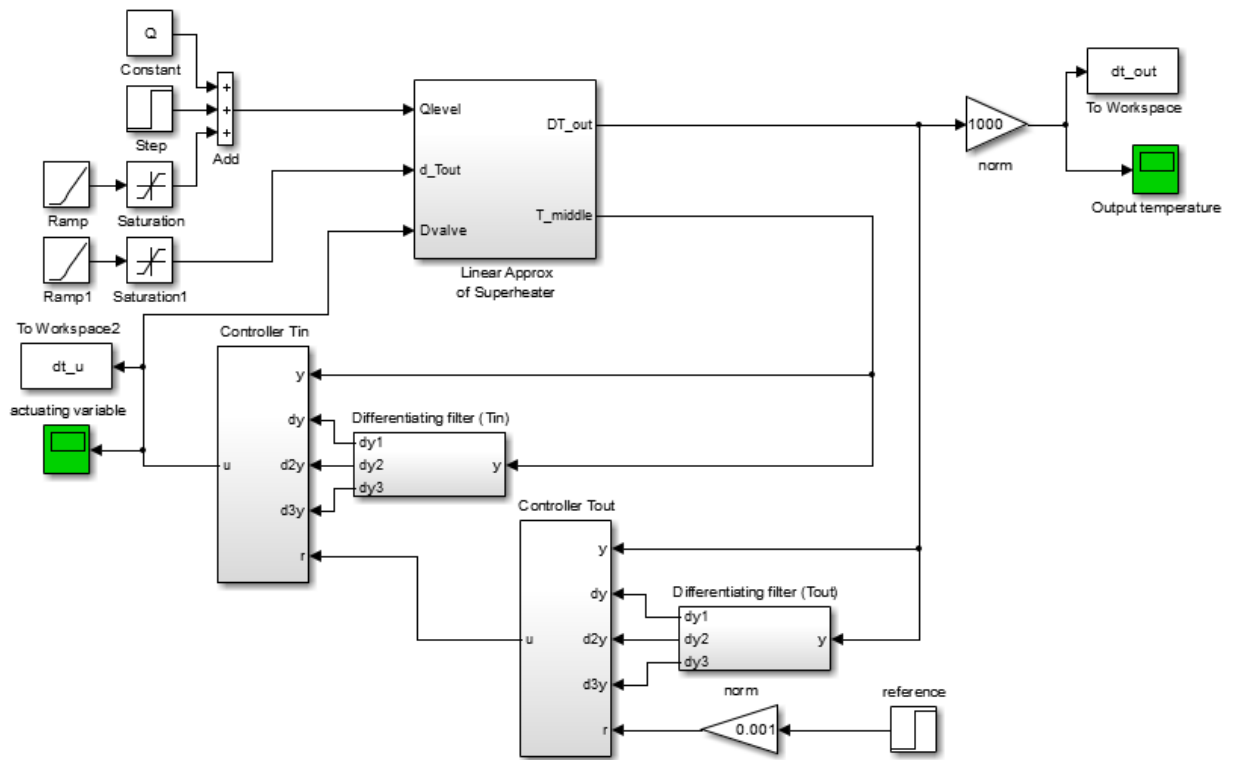 Q
Constant
Step
+
+
+
Add
Ramp
Saturation
Ramp1
Saturation1
Qlevel
d_Tout
Dvalve
DT_out
T_middle
Linear Approx
of Superheater
1000
norm
dt_out
To Workspace
Output temperature
To Workspace2
dt_u
actuating variable
Controller Tin
y
dy
d2y
d3y
r
u
Differentiating filter (Tin)
dy1
dy2
dy3
y
Controller Tout
y
dy
d2y
d3y
r
u
Differentiating filter (Tout)
dy1
dy2
dy3
y
norm
0.001
reference